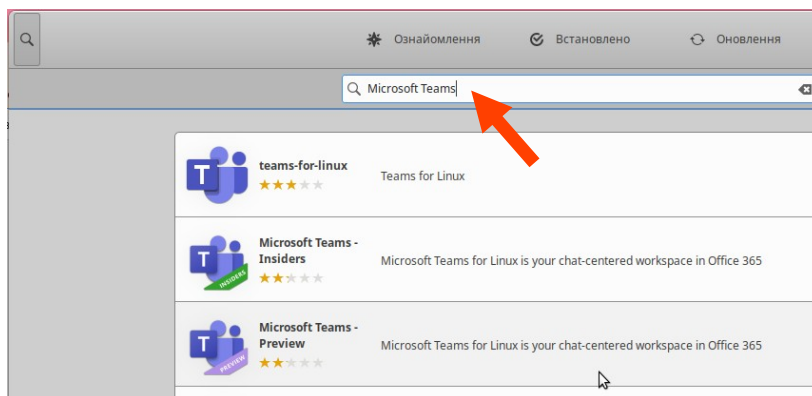 Ознайомлення Встановлено Оновлення
Microsoft Teams
teams-for-linux
Teams for Linux
Microsoft Teams -
Insiders
Microsoft Teams for Linux is your chat-centered workspace in Office 365
INSIDERS
Microsoft Teams -
Preview
Microsoft Teams for Linux is your chat-centered workspace in Office 365
PREVIEW